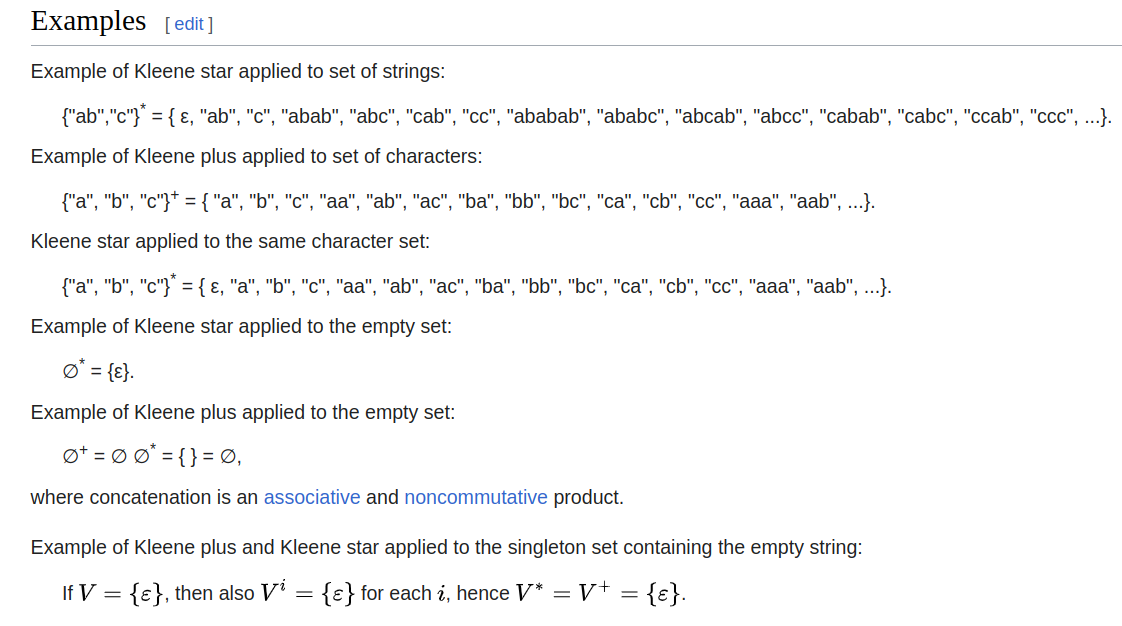 Examples [ edit ]
Example of Kleene star applied to set of strings:
{"ab","c"}* = { ε, "ab", "c", "abab", "abc", "cab", "cc", "ababab", "ababc", "abcab", "abcc", "cabab", "cabc", "ccab", "ccc", ...}.
Example of Kleene plus applied to set of characters:
{"a", "b", "c"}⁺ = { "a", "b", "c", "aa", "ab", "ac", "ba", "bb", "bc", "ca", "cb", "cc", "aaa", "aab", ...}.
Kleene star applied to the same character set:
{"a", "b", "c"}* = { ε, "a", "b", "c", "aa", "ab", "ac", "ba", "bb", "bc", "ca", "cb", "cc", "aaa", "aab", ...}.
Example of Kleene star applied to the empty set:
∅* = {ε}.
Example of Kleene plus applied to the empty set:
∅⁺ = ∅ ∅* = { } = ∅,
where concatenation is an associative and noncommutative product.
Example of Kleene plus and Kleene star applied to the singleton set containing the empty string:
If V = {ε}, then also Vⁱ = {ε} for each i, hence V* = V⁺ = {ε}.